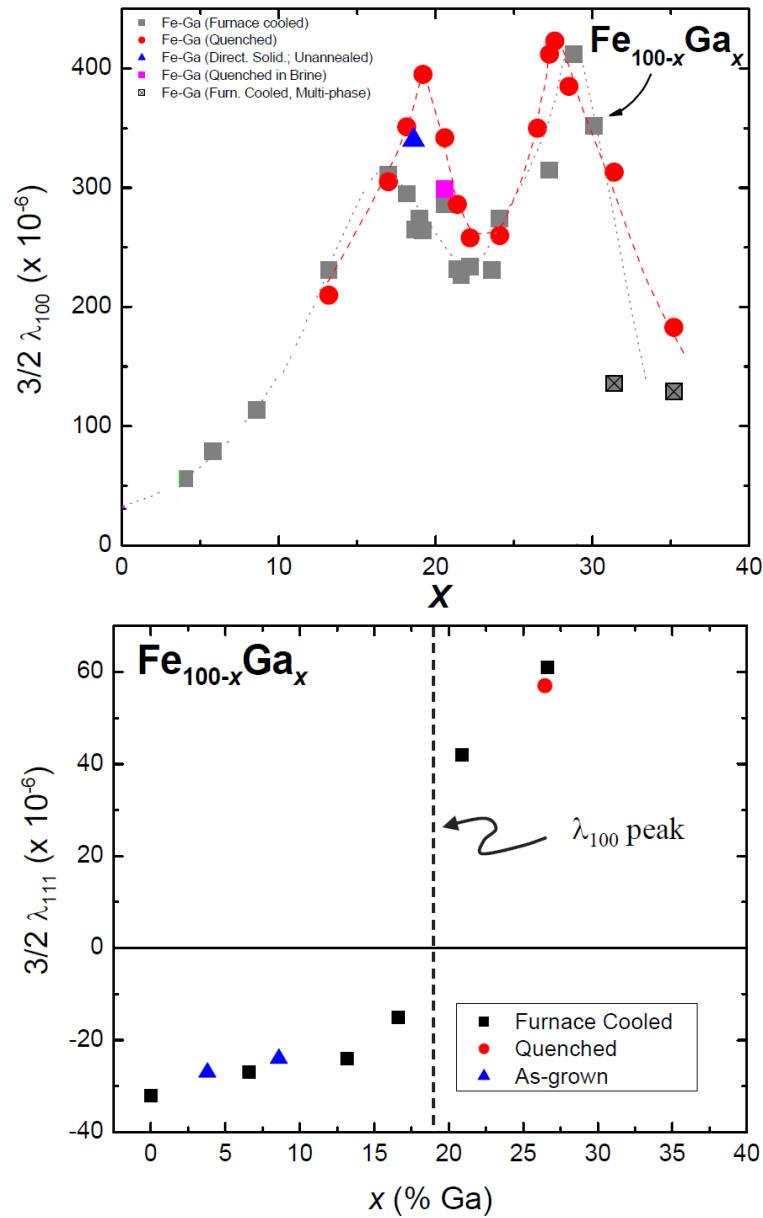 Fe-Ga (Furnace cooled)
Fe-Ga (Quenched)
Fe-Ga (Direct. Solid.; Unannealed)
Fe-Ga (Quenched in Brine)
Fe-Ga (Furn. Cooled, Multi-phase)
Fe100-xGax
400
300
200
100
0
3/2 λ100 (x 10-6)
0 10 20 30 40
X
Fe100-xGax
60
40
20
0
-20
-40
3/2 λ111 (x 10-6)
λ100 peak
Furnace Cooled
Quenched
As-grown
0 5 10 15 20 25 30 35 40
x (% Ga)